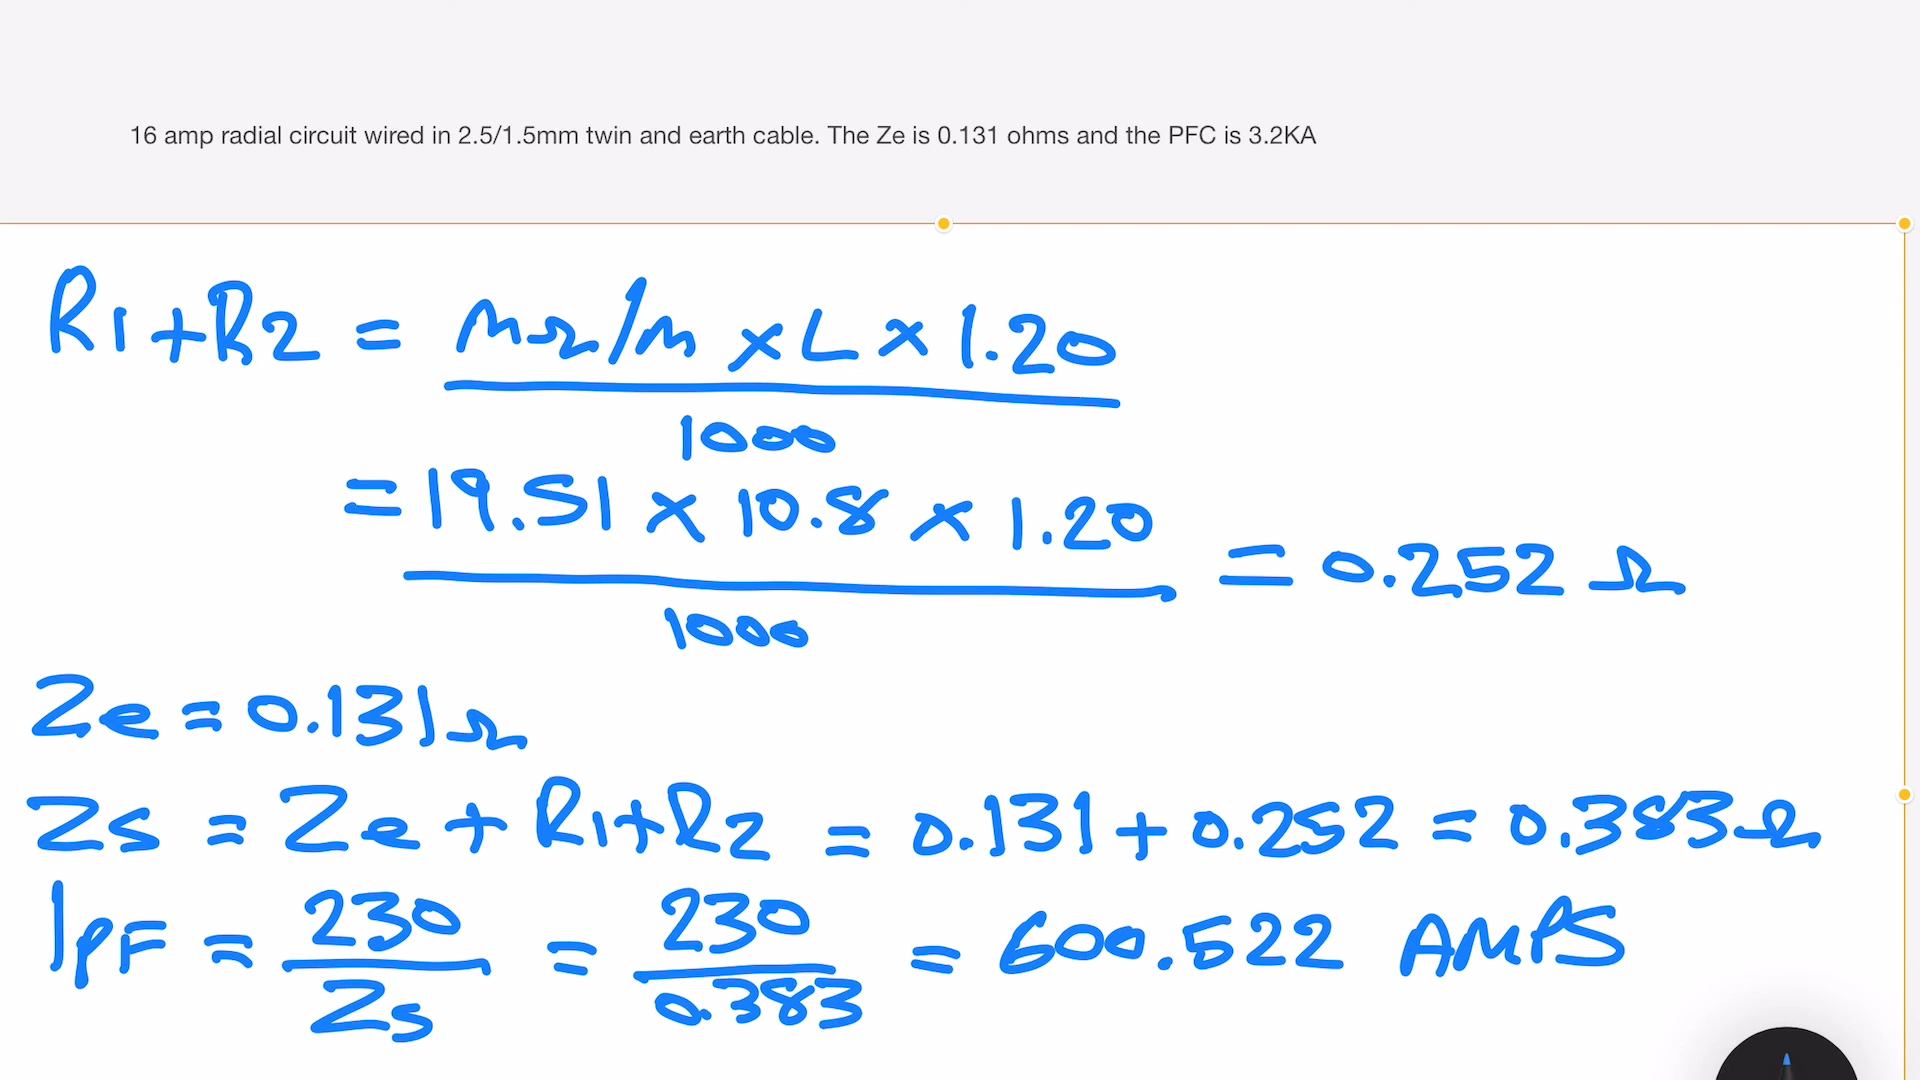 16 amp radial circuit wired in 2.5/1.5mm twin and earth cable. The Ze is 0.131 ohms and the PFC is 3.2KA
R1+R2 = mΩ/m × L × 1.20
1000
= 19.51 × 10.8 × 1.20 = 0.252 Ω
1000
Ze = 0.131Ω
Zs = Ze + R1+R2 = 0.131 + 0.252 = 0.383Ω
IPF = 230 = 230 = 600.522 AMPS
Zs 0.383